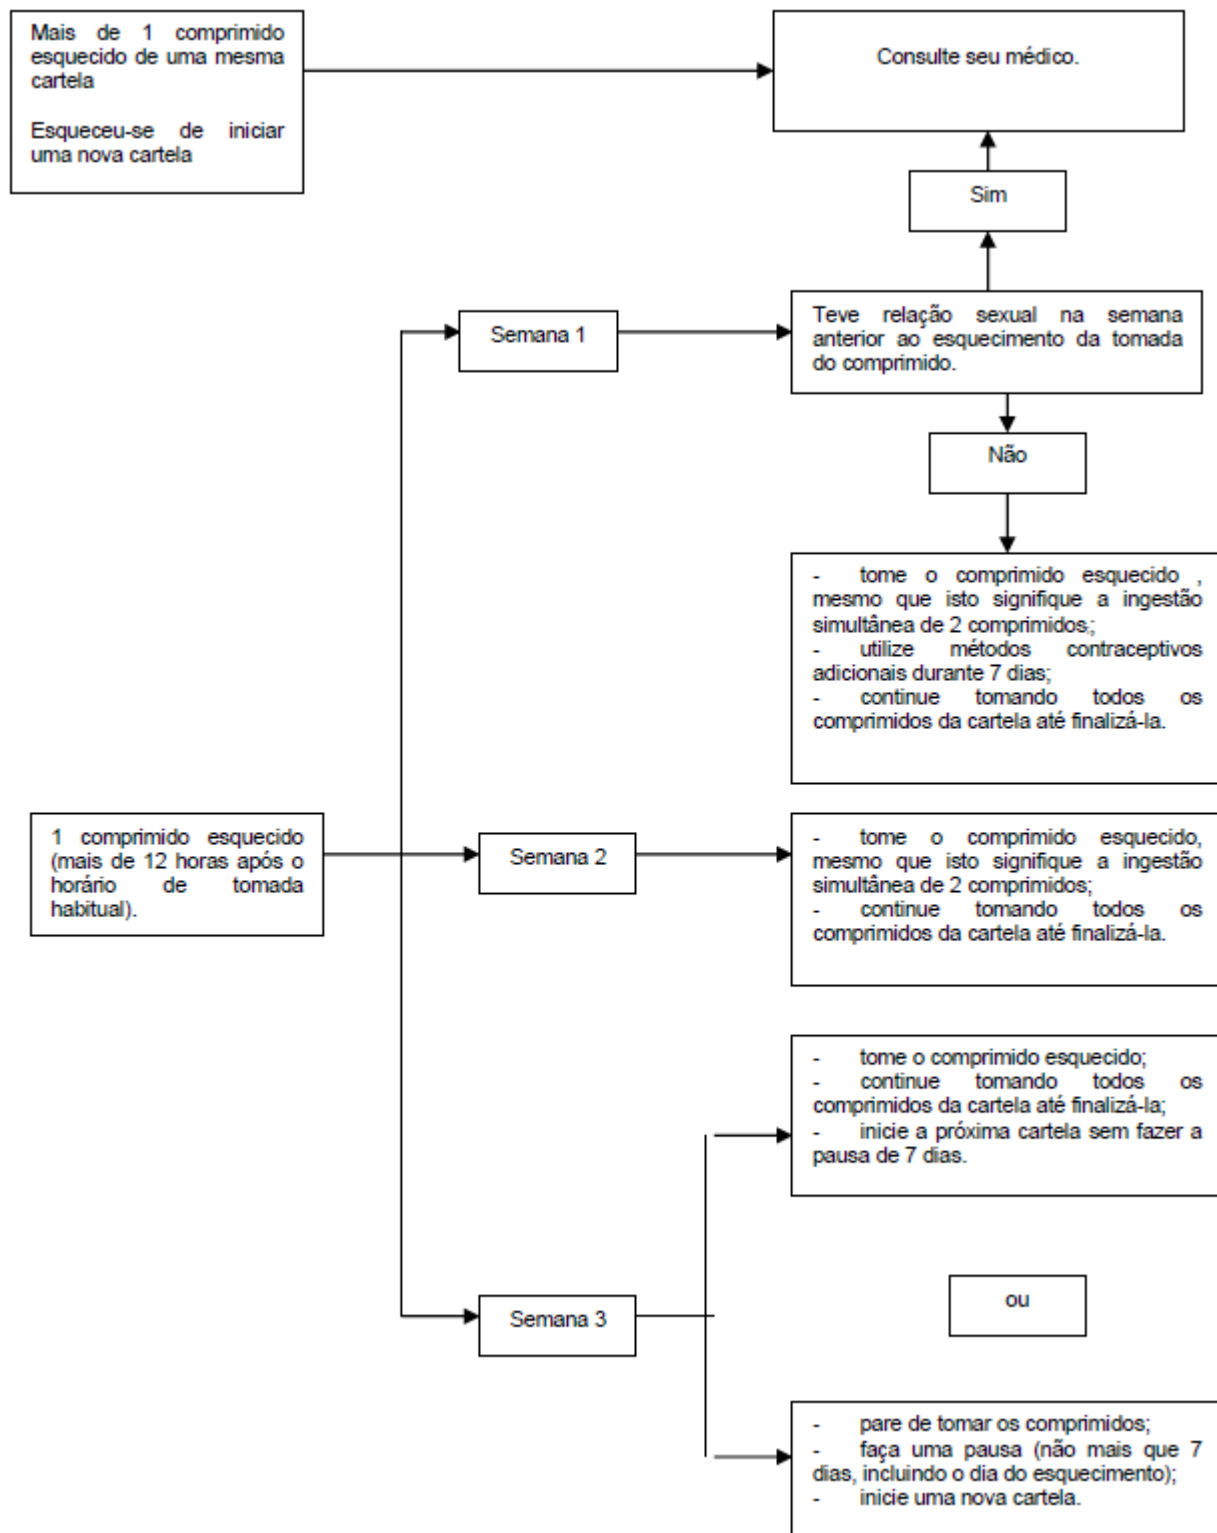 Mais de 1 comprimido
esquecido de uma mesma
cartela
Esqueceu-se de iniciar
uma nova cartela
Consulte seu médico.
Sim
Semana 1
Teve relação sexual na semana
anterior ao esquecimento da tomada
do comprimido.
Não
- tome o comprimido esquecido ,
mesmo que isto signifique a ingestão
simultânea de 2 comprimidos;
- utilize métodos contraceptivos
adicionais durante 7 dias;
- continue tomando todos os
comprimidos da cartela até finalizá-la.
1 comprimido esquecido
(mais de 12 horas após o
horário de tomada
habitual).
Semana 2
- tome o comprimido esquecido,
mesmo que isto signifique a ingestão
simultânea de 2 comprimidos;
- continue tomando todos os
comprimidos da cartela até finalizá-la.
- tome o comprimido esquecido;
- continue tomando todos os
comprimidos da cartela até finalizá-la;
- inicie a próxima cartela sem fazer a
pausa de 7 dias.
ou
Semana 3
- pare de tomar os comprimidos;
- faça uma pausa (não mais que 7
dias, incluindo o dia do esquecimento);
- inicie uma nova cartela.